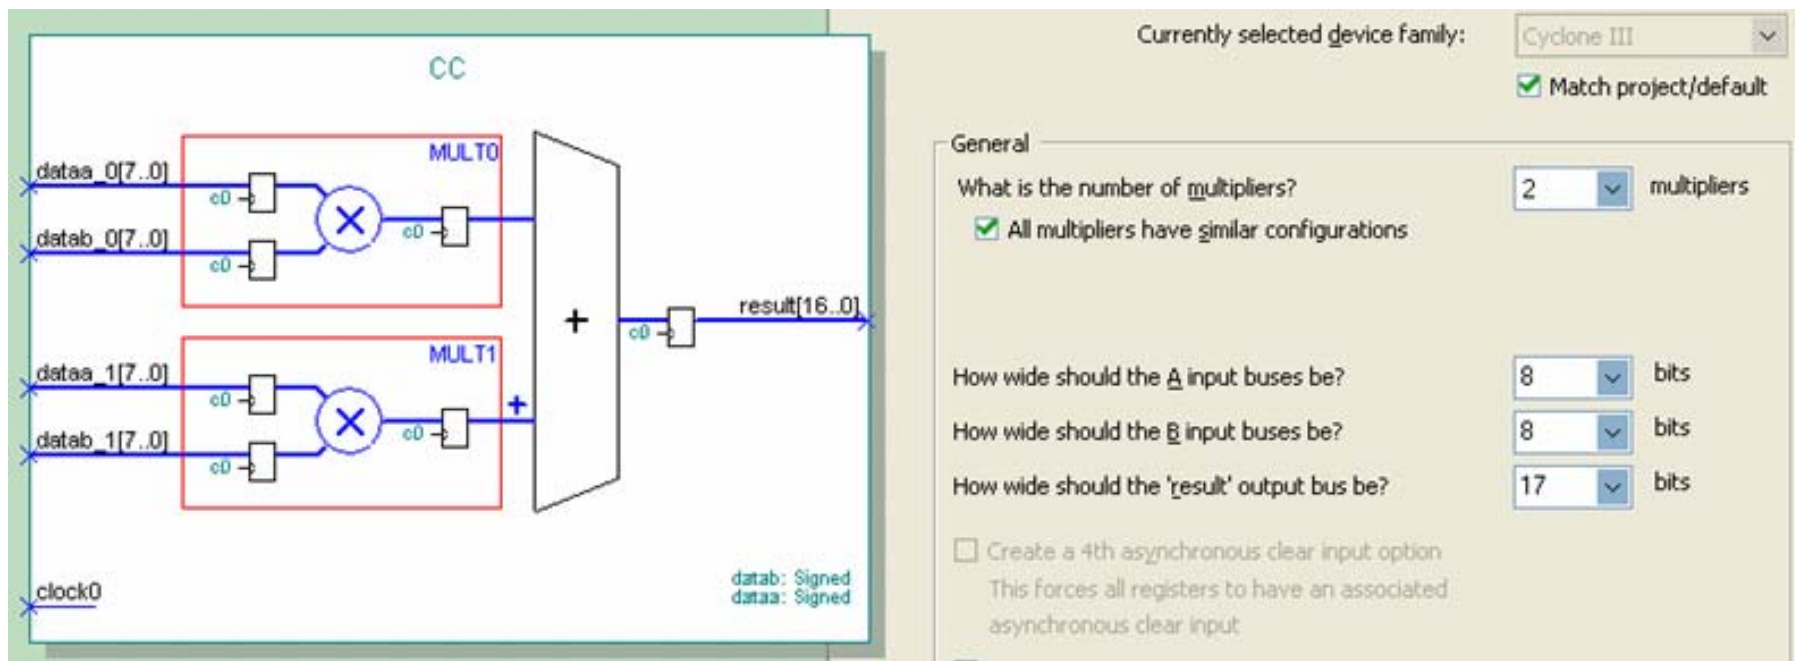 CC
MULT0
dataa_0[7..0]
c0
datab_0[7..0]
c0
c0
+
result[16..0]
c0
MULT1
dataa_1[7..0]
c0
+
datab_1[7..0]
c0
c0
clock0
datab: Signed
dataa: Signed
Currently selected device family:
Cyclone III
Match project/default
General
What is the number of multipliers?
2
multipliers
All multipliers have similar configurations
How wide should the A input buses be?
8
bits
How wide should the B input buses be?
8
bits
How wide should the 'result' output bus be?
17
bits
Create a 4th asynchronous clear input option
This forces all registers to have an associated
asynchronous clear input